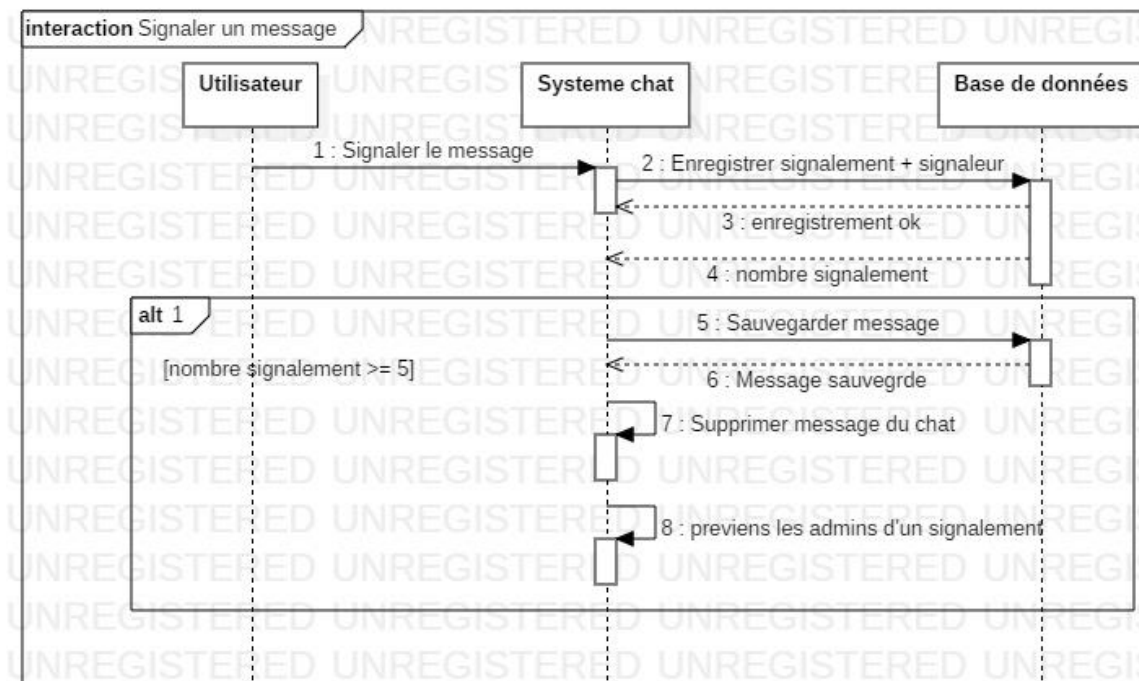 interaction Signaler un message
Utilisateur
Systeme chat
Base de données
1 : Signaler le message
2 : Enregistrer signalement + signaleur
3 : enregistrement ok
4 : nombre signalement
alt 1
5 : Sauvegarder message
[nombre signalement >= 5]
6 : Message sauvegrde
7 : Supprimer message du chat
8 : previens les admins d'un signalement
UNREGISTERED